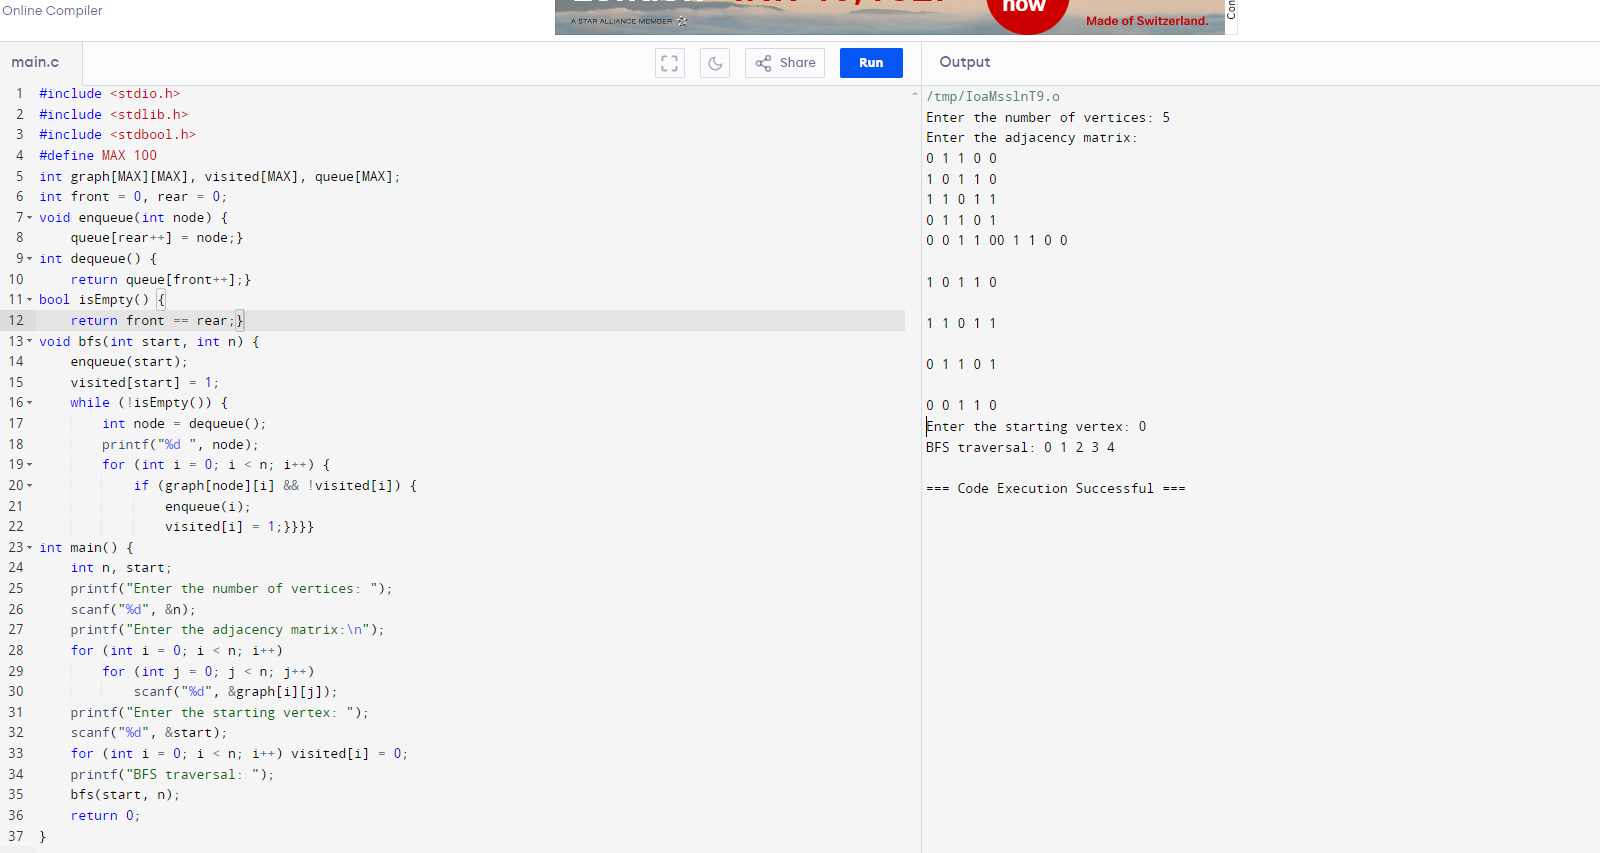 Online Compiler
now
A STAR ALLIANCE MEMBER
Made of Switzerland.
Con
main.c
Share
Run
Output
1 #include <stdio.h>
2 #include <stdlib.h>
3 #include <stdbool.h>
4 #define MAX 100
5 int graph[MAX][MAX], visited[MAX], queue[MAX];
6 int front = 0, rear = 0;
7 void enqueue(int node) {
8     queue[rear++] = node;}
9 int dequeue() {
10     return queue[front++];}
11 bool isEmpty() {
12     return front == rear;}
13 void bfs(int start, int n) {
14     enqueue(start);
15     visited[start] = 1;
16     while (!isEmpty()) {
17         int node = dequeue();
18         printf("%d ", node);
19         for (int i = 0; i < n; i++) {
20             if (graph[node][i] && !visited[i]) {
21                 enqueue(i);
22                 visited[i] = 1;}}}}
23 int main() {
24     int n, start;
25     printf("Enter the number of vertices: ");
26     scanf("%d", &n);
27     printf("Enter the adjacency matrix:\n");
28     for (int i = 0; i < n; i++)
29         for (int j = 0; j < n; j++)
30             scanf("%d", &graph[i][j]);
31     printf("Enter the starting vertex: ");
32     scanf("%d", &start);
33     for (int i = 0; i < n; i++) visited[i] = 0;
34     printf("BFS traversal: ");
35     bfs(start, n);
36     return 0;
37 }
/tmp/IoaMsslnT9.o
Enter the number of vertices: 5
Enter the adjacency matrix:
0 1 1 0 0
1 0 1 1 0
1 1 0 1 1
0 1 1 0 1
0 0 1 1 00 1 1 0 0
1 0 1 1 0
1 1 0 1 1
0 1 1 0 1
0 0 1 1 0
Enter the starting vertex: 0
BFS traversal: 0 1 2 3 4
=== Code Execution Successful ===